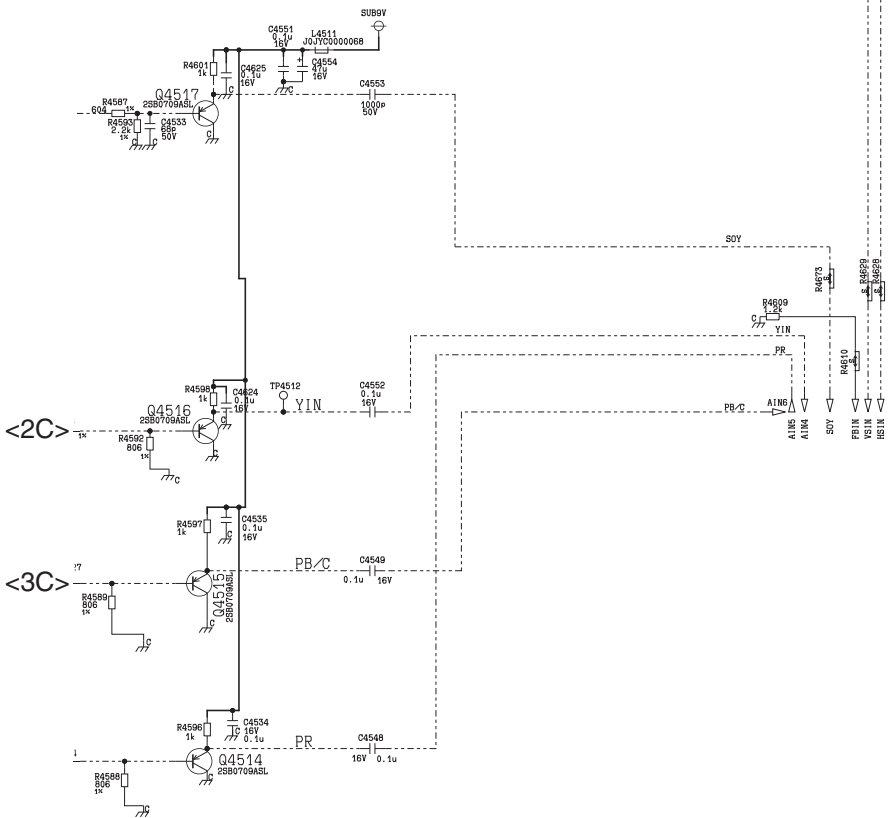 SUB9V
C4551
0.1u
16V
L4511
J0JYC0000068
R4601
1k
C4625
0.1u
16V
C4554
47u
16V
C
C
C4553
1000p
50V
Q4517
2SB0709ASL
R4587
604
1%
R4593
2.2k
1%
C4533
68p
50V
C
C
C
SOY
R4673
R4629
R4628
S
S
S
R4609
1.2k
C
YIN
PR
R4610
S
R4598
1k
C4624
0.1u
16V
C
TP4512
YIN
C4552
0.1u
16V
Q4516
2SB0709ASL
<2C>
1%
R4592
806
1%
C
C
PB/C
AIN6
AIN5
AIN4
SOY
FBIN
VSIN
HSIN
R4597
1k
C4535
0.1u
16V
C
<3C>
27
PB/C
C4549
0.1u
16V
Q4515
2SB0709ASL
R4589
806
1%
C
C
R4596
1k
C4534
16V
0.1u
C
PR
C4548
16V
0.1u
Q4514
2SB0709ASL
R4588
806
1%
C
C